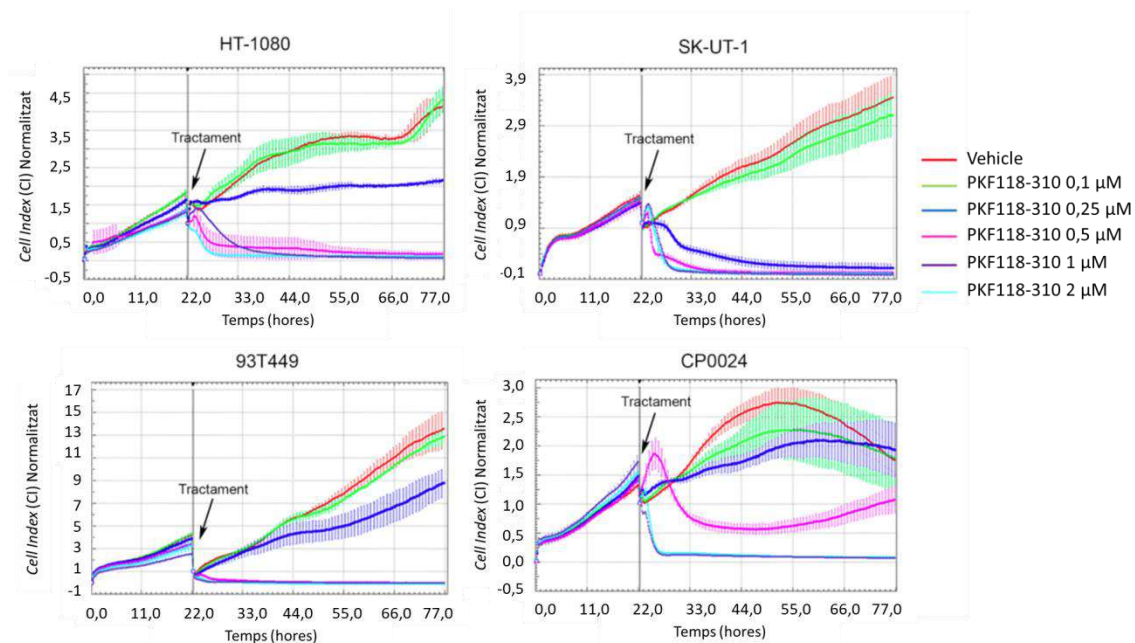 HT-1080
Cell Index (CI) Normalitzat
4,5
3,5
2,5
1,5
0,5
-0,5
Tractament
0,0 11,0 22,0 33,0 44,0 55,0 66,0 77,0
Temps (hores)
SK-UT-1
Cell Index (CI) Normalitzat
3,9
2,9
1,9
0,9
-0,1
Tractament
0,0 11,0 22,0 33,0 44,0 55,0 66,0 77,0
Temps (hores)
Vehicle
PKF118-310 0,1 µM
PKF118-310 0,25 µM
PKF118-310 0,5 µM
PKF118-310 1 µM
PKF118-310 2 µM
93T449
Cell Index (CI) Normalitzat
17
15
13
11
9
7
5
3
1
-1
Tractament
0,0 11,0 22,0 33,0 44,0 55,0 66,0 77,0
Temps (hores)
CP0024
Cell Index (CI) Normalitzat
3,0
2,5
2,0
1,5
1,0
0,5
0,0
-0,5
Tractament
0,0 11,0 22,0 33,0 44,0 55,0 66,0 77,0
Temps (hores)